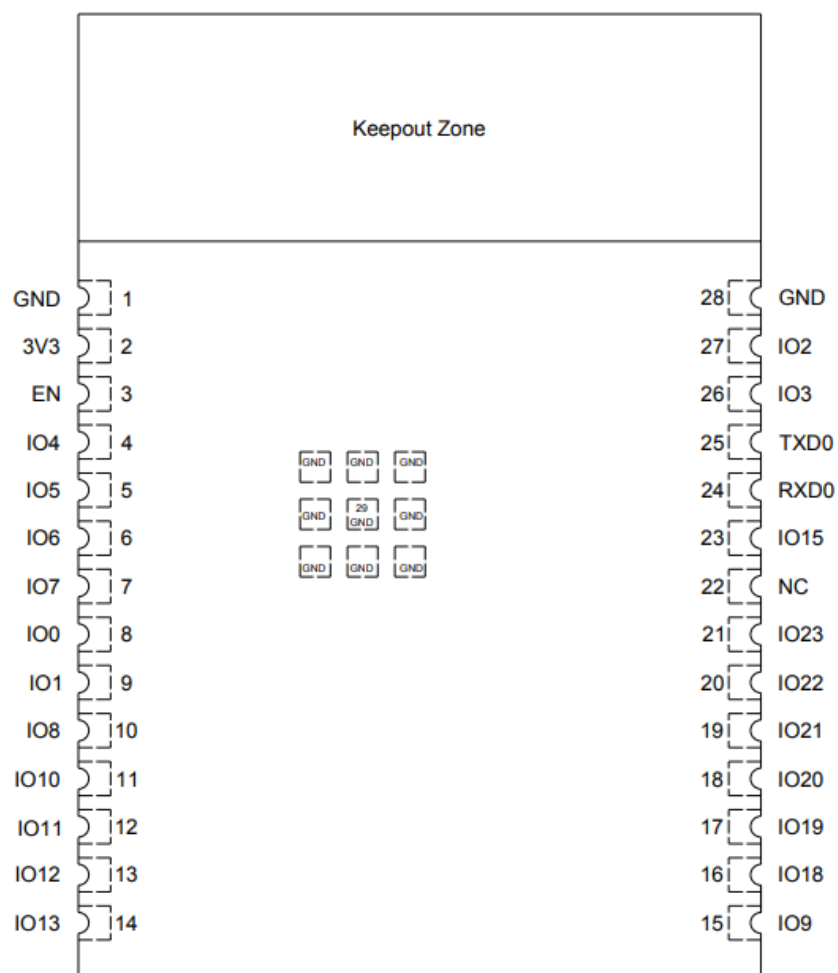 Keepout Zone
GND 1 28 GND
3V3 2 27 IO2
EN 3 26 IO3
IO4 4 25 TXD0
GND GND GND
IO5 5 24 RXD0
GND 29 GND GND
IO6 6 23 IO15
GND GND GND
IO7 7 22 NC
IO0 8 21 IO23
IO1 9 20 IO22
IO8 10 19 IO21
IO10 11 18 IO20
IO11 12 17 IO19
IO12 13 16 IO18
IO13 14 15 IO9